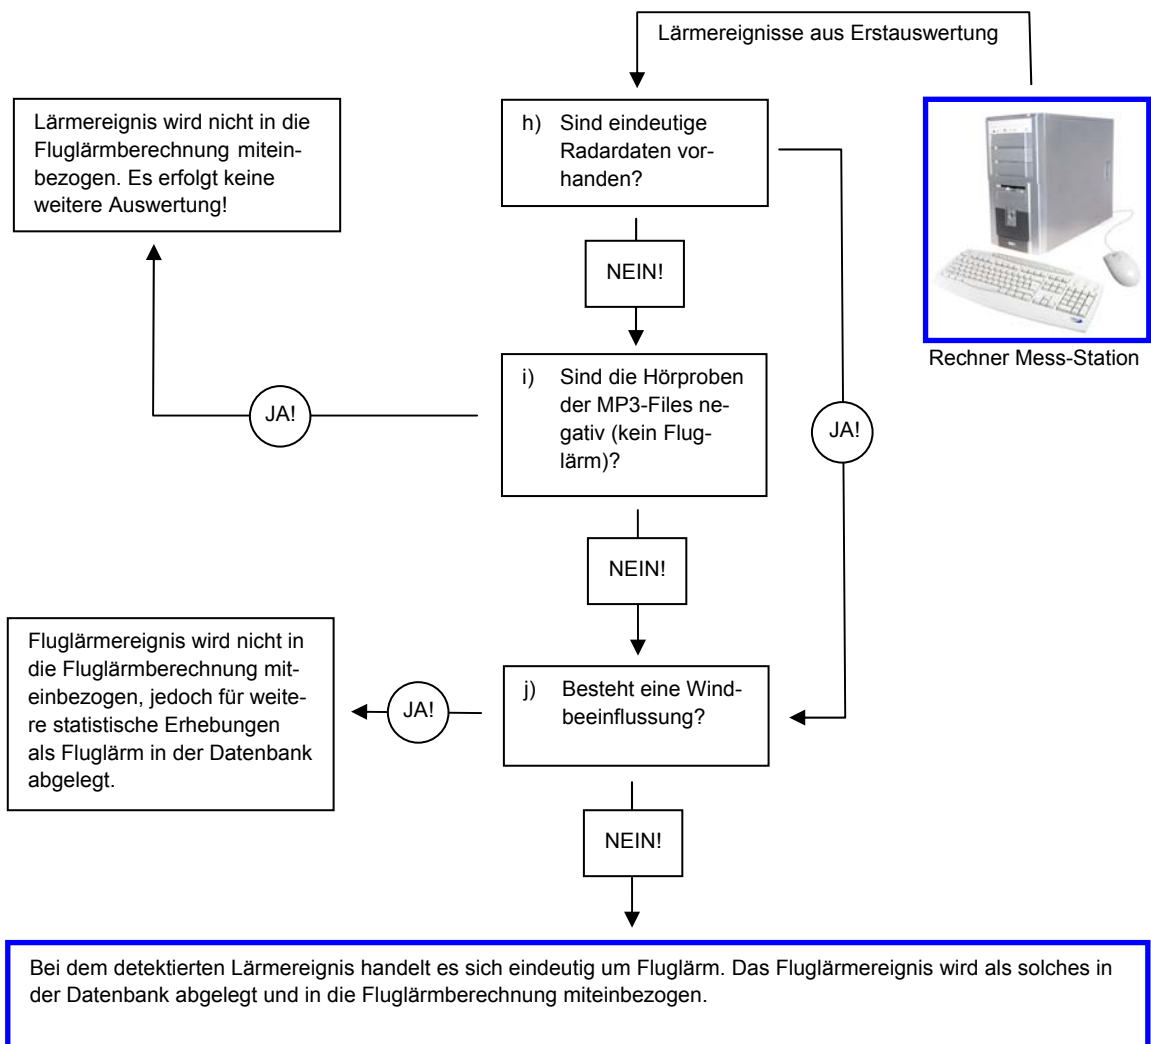 Lärmereignisse aus Erstauswertung
Lärmereignis wird nicht in die
Fluglärmberechnung mitein-
bezogen. Es erfolgt keine
weitere Auswertung!
h) Sind eindeutige
Radardaten vor-
handen?
Rechner Mess-Station
NEIN!
i) Sind die Hörproben
der MP3-Files ne-
gativ (kein Flug-
lärm)?
JA!
JA!
NEIN!
Fluglärmereignis wird nicht in
die Fluglärmberechnung mit-
einbezogen, jedoch für weite-
re statistische Erhebungen
als Fluglärm in der Datenbank
abgelegt.
JA!
j) Besteht eine Wind-
beeinflussung?
NEIN!
Bei dem detektierten Lärmereignis handelt es sich eindeutig um Fluglärm. Das Fluglärmereignis wird als solches in
der Datenbank abgelegt und in die Fluglärmberechnung miteinbezogen.